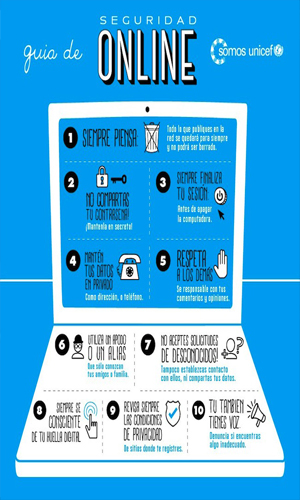 guía de
SEGURIDAD
ONLINE
somos unicef
1 SIEMPRE PIENSA:
Todo lo que publiques en la
red se quedará para siempre
y no podrá ser borrado.
2
NO COMPARTAS
TU CONTRASEÑA!
¡Mantenla en secreto!
3
SIEMPRE FINALIZA
TU SESIÓN:
Antes de apagar
la computadora.
4
MANTÉN
TUS DATOS
EN PRIVADO
Como dirección, o teléfono.
5
RESPETA
A LOS DEMÁS
Se responsable con tus
comentarios y opiniones.
6
UTILIZA UN APODO
O UN ALIAS
Que sólo conozcan
tus amigos o familia.
7
NO ACEPTES SOLICITUDES
DE DESCONOCIDOS!
Tampoco establezcas contacto
con ellos, ni compartas tus datos.
8
SIEMPRE SE
CONSCIENTE
DE TU HUELLA DIGITAL
9
REVISA SIEMPRE
LAS CONDICIONES
DE PRIVACIDAD
De sitios donde te registres.
10
TU TAMBIÉN
TIENES VOZ.
Denuncia si encuentras
algo inadecuado.